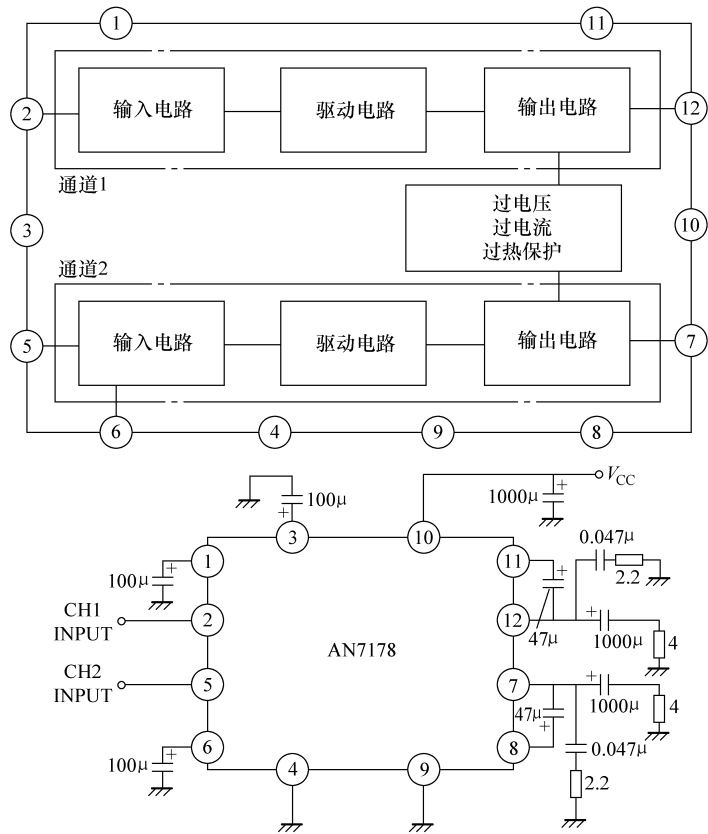 1
11
2
输入电路
驱动电路
输出电路
12
通道1
过电压
过电流
过热保护
3
10
通道2
5
输入电路
驱动电路
输出电路
7
6
4
9
8
100μ
1000μ
VCC
3
10
0.047μ
2.2
1
100μ
11
CH1
INPUT
2
12
47μ
1000μ
4
AN7178
CH2
INPUT
5
7
1000μ
4
47μ
6
100μ
8
0.047μ
2.2
4
9